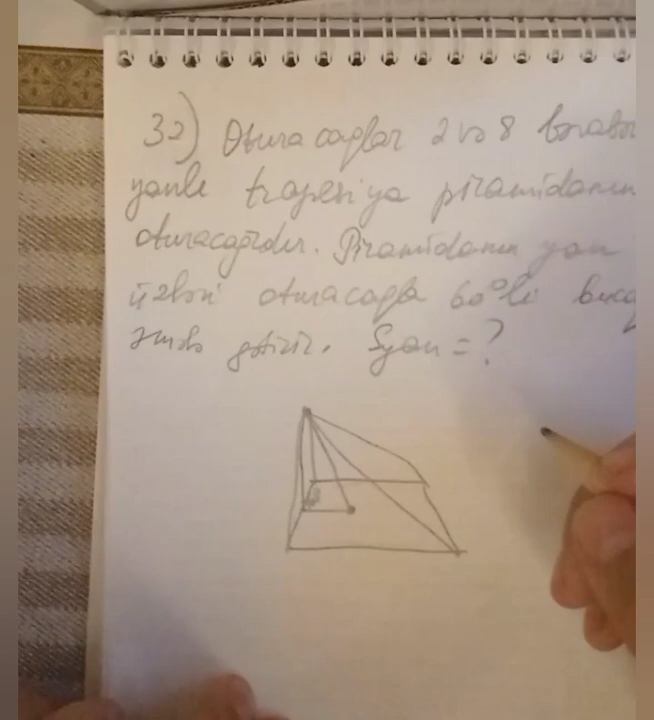 32) Oturacaqlar 2 və 8 bərabər
yanlı trapesiya piramidanın
oturacağıdır. Piramidanın yan
üzləri oturacaqla 60°li bucaq
əmələ gətirir. Syan = ?